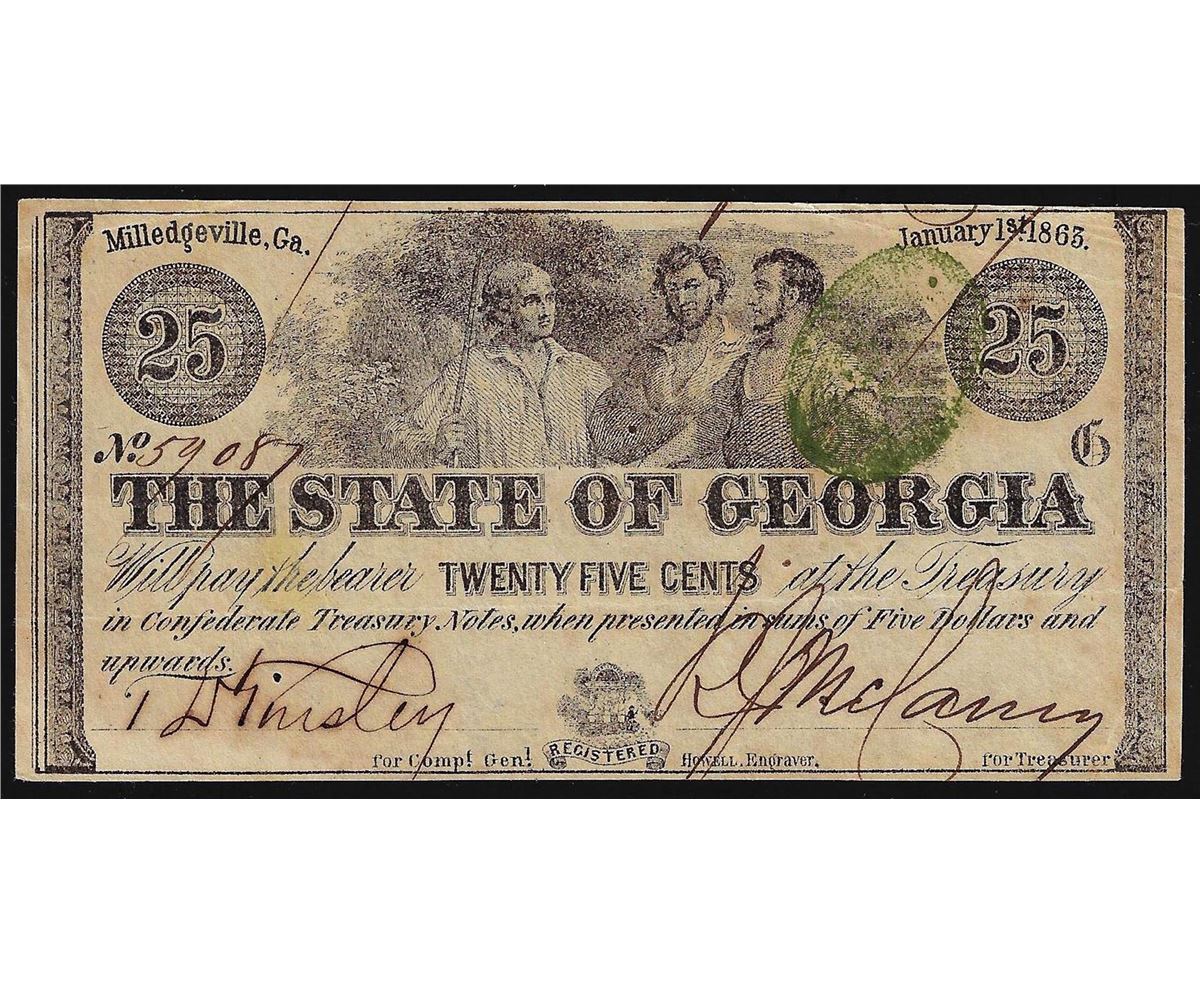 Milledgeville, Ga.
January 1st. 1863.
25
25
No. 59087
G
THE STATE OF GEORGIA
Will pay the bearer TWENTY FIVE CENTS at the Treasury
in Confederate Treasury Notes, when presented in sums of Five Dollars and
upwards.
T D Kinsley
for Compt. Genl.
REGISTERED
HOWELL, Engraver.
for Treasurer